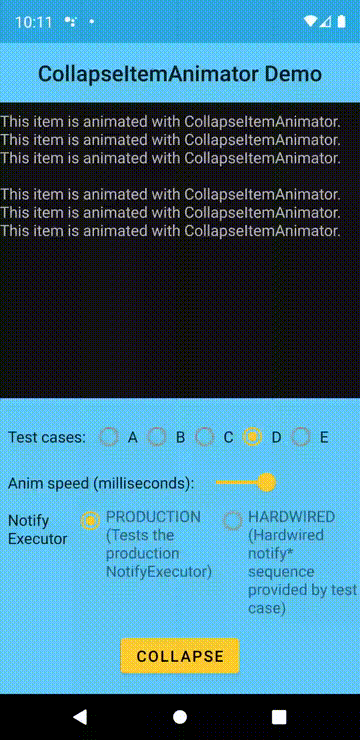 10:11
CollapseItemAnimator Demo
This item is animated with CollapseItemAnimator.
This item is animated with CollapseItemAnimator.
This item is animated with CollapseItemAnimator.
This item is animated with CollapseItemAnimator.
This item is animated with CollapseItemAnimator.
This item is animated with CollapseItemAnimator.
Test cases: A B C D E
Anim speed (milliseconds):
Notify
Executor
PRODUCTION
(Tests the
production
NotifyExecutor)
HARDWIRED
(Hardwired
notify*
sequence
provided by test
case)
COLLAPSE